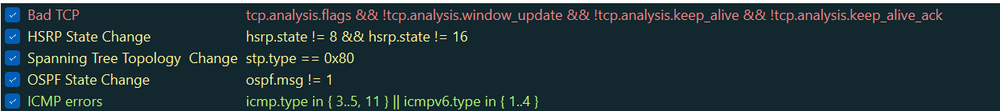 Bad TCP tcp.analysis.flags && !tcp.analysis.window_update && !tcp.analysis.keep_alive && !tcp.analysis.keep_alive_ack
HSRP State Change hsrp.state != 8 && hsrp.state != 16
Spanning Tree Topology  Change stp.type == 0x80
OSPF State Change ospf.msg != 1
ICMP errors icmp.type in { 3..5, 11 } || icmpv6.type in { 1..4 }